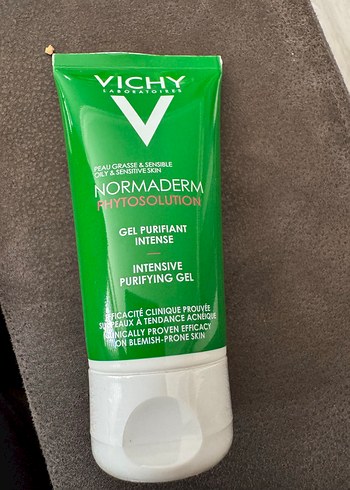 VICHY
LABORATOIRES
PEAU GRASSE & SENSIBLE
OILY & SENSITIVE SKIN
NORMADERM
PHYTOSOLUTION
GEL PURIFIANT
INTENSE
INTENSIVE
PURIFYING GEL
EFFICACITÉ CLINIQUE PROUVÉE
SUR PEAUX À TENDANCE ACNÉIQUE
CLINICALLY PROVEN EFFICACY
ON BLEMISH-PRONE SKIN